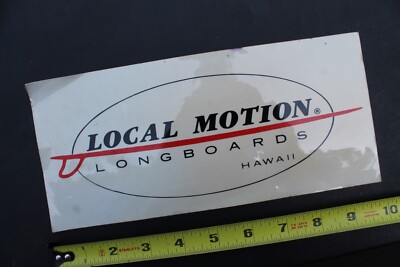 LOCAL MOTION®
LONGBOARDS
HAWAII
1 2 3 4 5 6 7 8 9 10